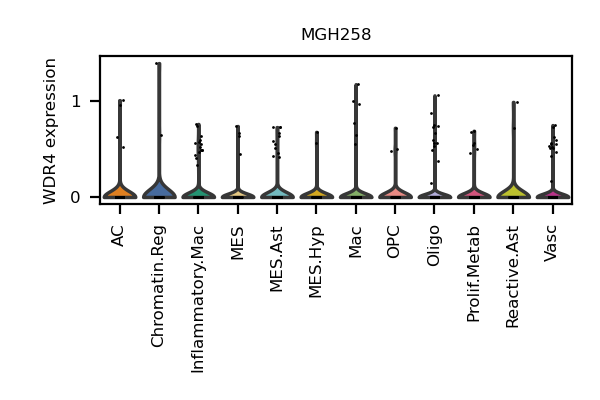 MGH258
WDR4 expression
1
0
AC
Chromatin.Reg
Inflammatory.Mac
MES
MES.Ast
MES.Hyp
Mac
OPC
Oligo
Prolif.Metab
Reactive.Ast
Vasc